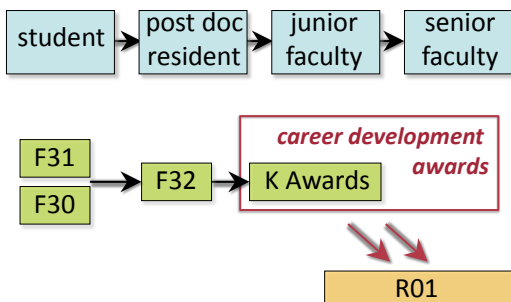 student
post doc
resident
junior
faculty
senior
faculty
F31
F30
F32
K Awards
career development
awards
R01